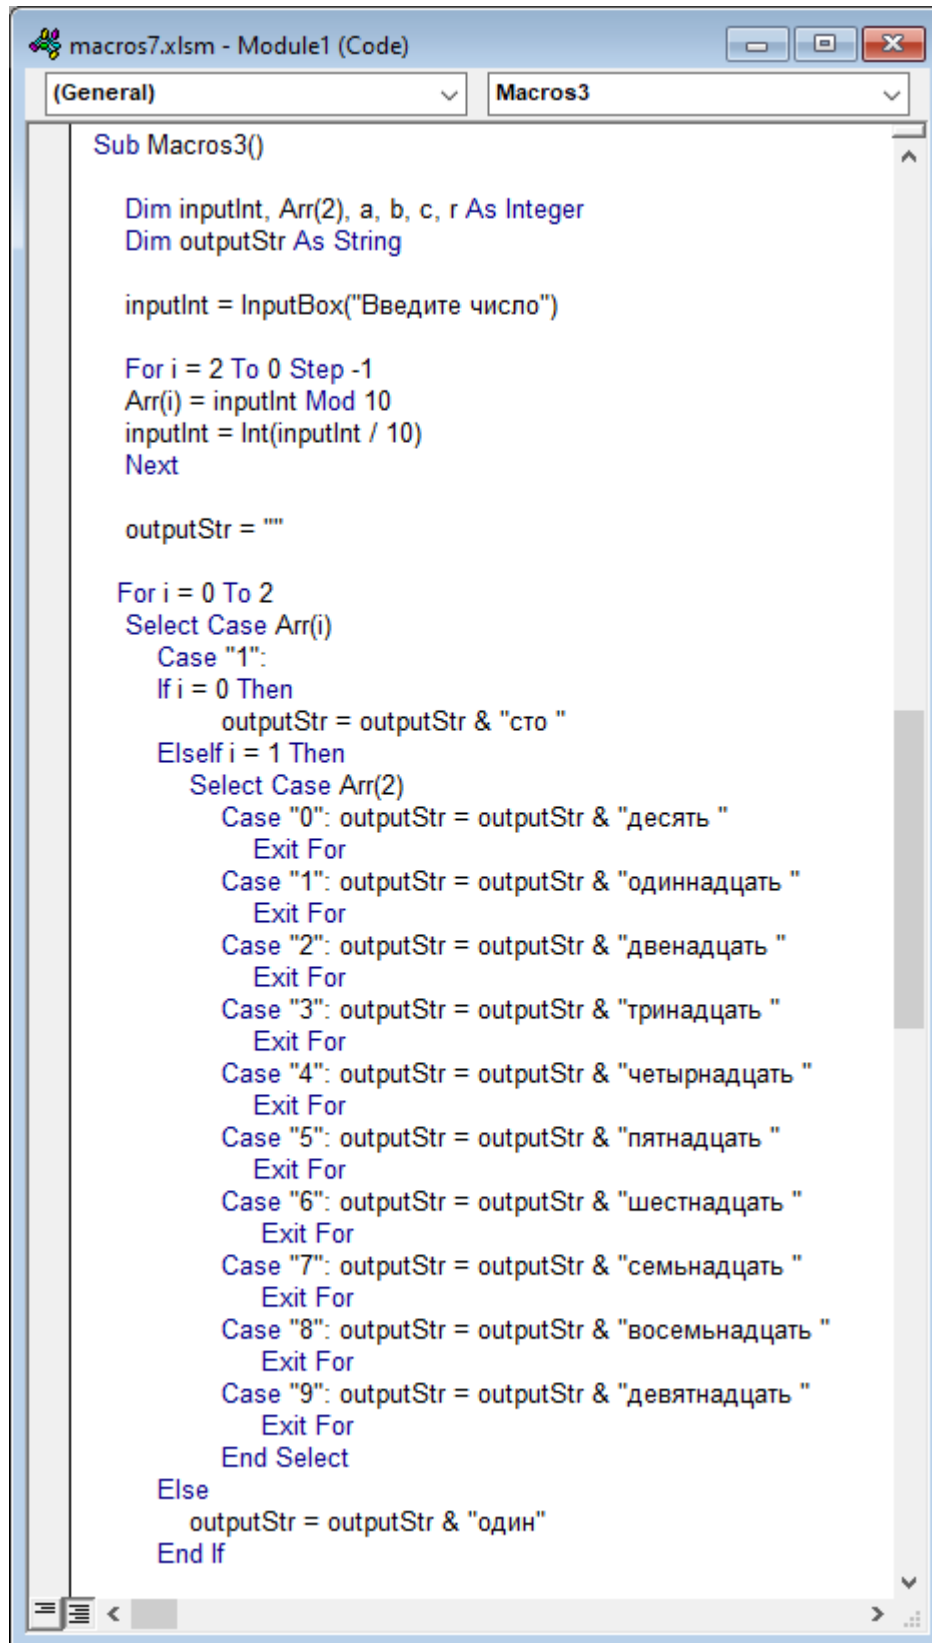 macros7.xlsm - Module1 (Code)
(General) Macros3
Sub Macros3()
Dim inputInt, Arr(2), a, b, c, r As Integer
Dim outputStr As String
inputInt = InputBox("Введите число")
For i = 2 To 0 Step -1
Arr(i) = inputInt Mod 10
inputInt = Int(inputInt / 10)
Next
outputStr = ""
For i = 0 To 2
Select Case Arr(i)
Case "1":
If i = 0 Then
outputStr = outputStr & "сто "
ElseIf i = 1 Then
Select Case Arr(2)
Case "0": outputStr = outputStr & "десять "
Exit For
Case "1": outputStr = outputStr & "одиннадцать "
Exit For
Case "2": outputStr = outputStr & "двенадцать "
Exit For
Case "3": outputStr = outputStr & "тринадцать "
Exit For
Case "4": outputStr = outputStr & "четырнадцать "
Exit For
Case "5": outputStr = outputStr & "пятнадцать "
Exit For
Case "6": outputStr = outputStr & "шестнадцать "
Exit For
Case "7": outputStr = outputStr & "семьнадцать "
Exit For
Case "8": outputStr = outputStr & "восемьнадцать "
Exit For
Case "9": outputStr = outputStr & "девятнадцать "
Exit For
End Select
Else
outputStr = outputStr & "один"
End If